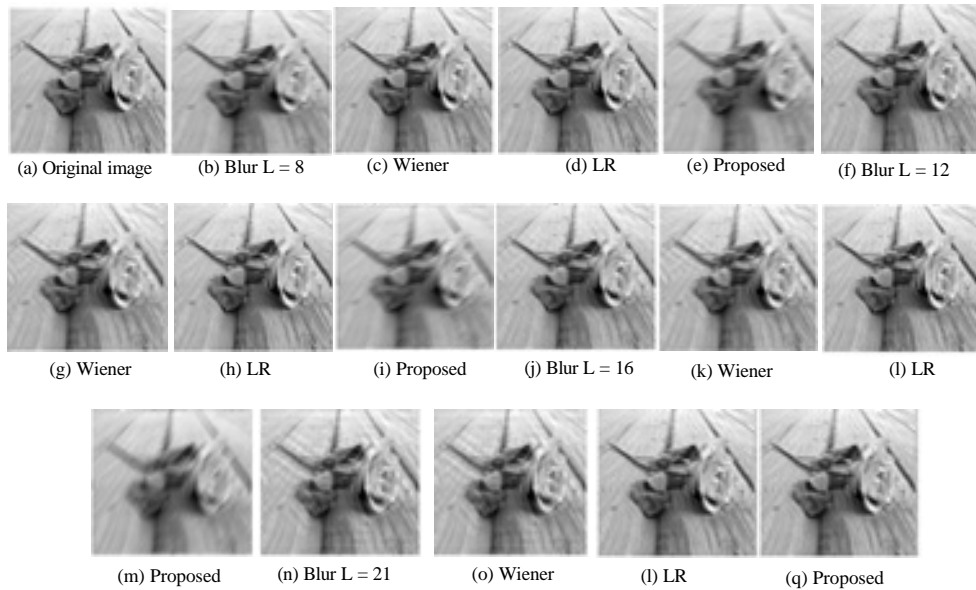 (a) Original image
(b) Blur L = 8
(c) Wiener
(d) LR
(e) Proposed
(f) Blur L = 12
(g) Wiener
(h) LR
(i) Proposed
(j) Blur L = 16
(k) Wiener
(l) LR
(m) Proposed
(n) Blur L = 21
(o) Wiener
(l) LR
(q) Proposed